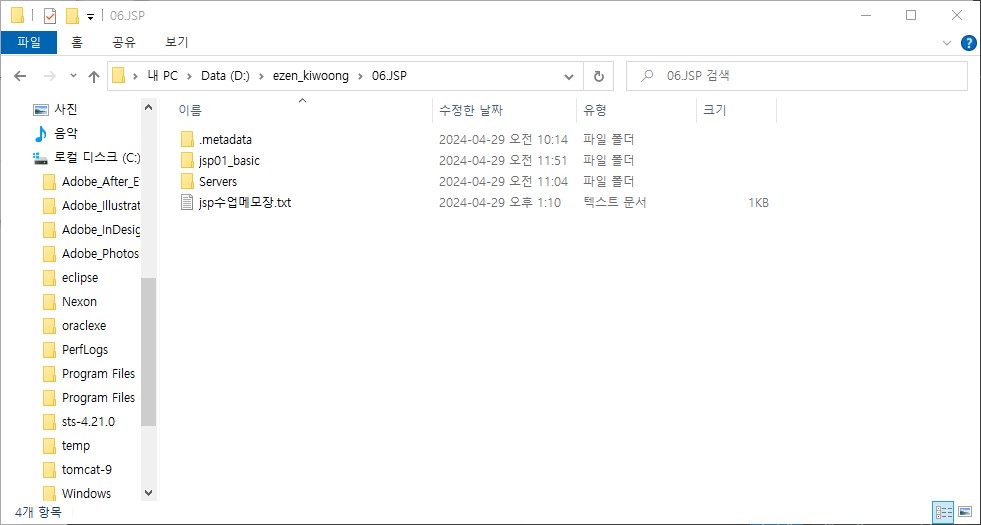 06.JSP
파일 홈 공유 보기
내 PC Data (D:) ezen_kiwoong 06.JSP
06.JSP 검색
사진
음악
로컬 디스크 (C:)
Adobe_After_E
Adobe_Illustrat
Adobe_InDesig
Adobe_Photos
eclipse
Nexon
oraclexe
PerfLogs
Program Files
Program Files
sts-4.21.0
temp
tomcat-9
Windows
이름 수정한 날짜 유형 크기
.metadata 2024-04-29 오전 10:14 파일 폴더
jsp01_basic 2024-04-29 오전 11:51 파일 폴더
Servers 2024-04-29 오전 11:04 파일 폴더
jsp수업메모장.txt 2024-04-29 오후 1:10 텍스트 문서 1KB
4개 항목